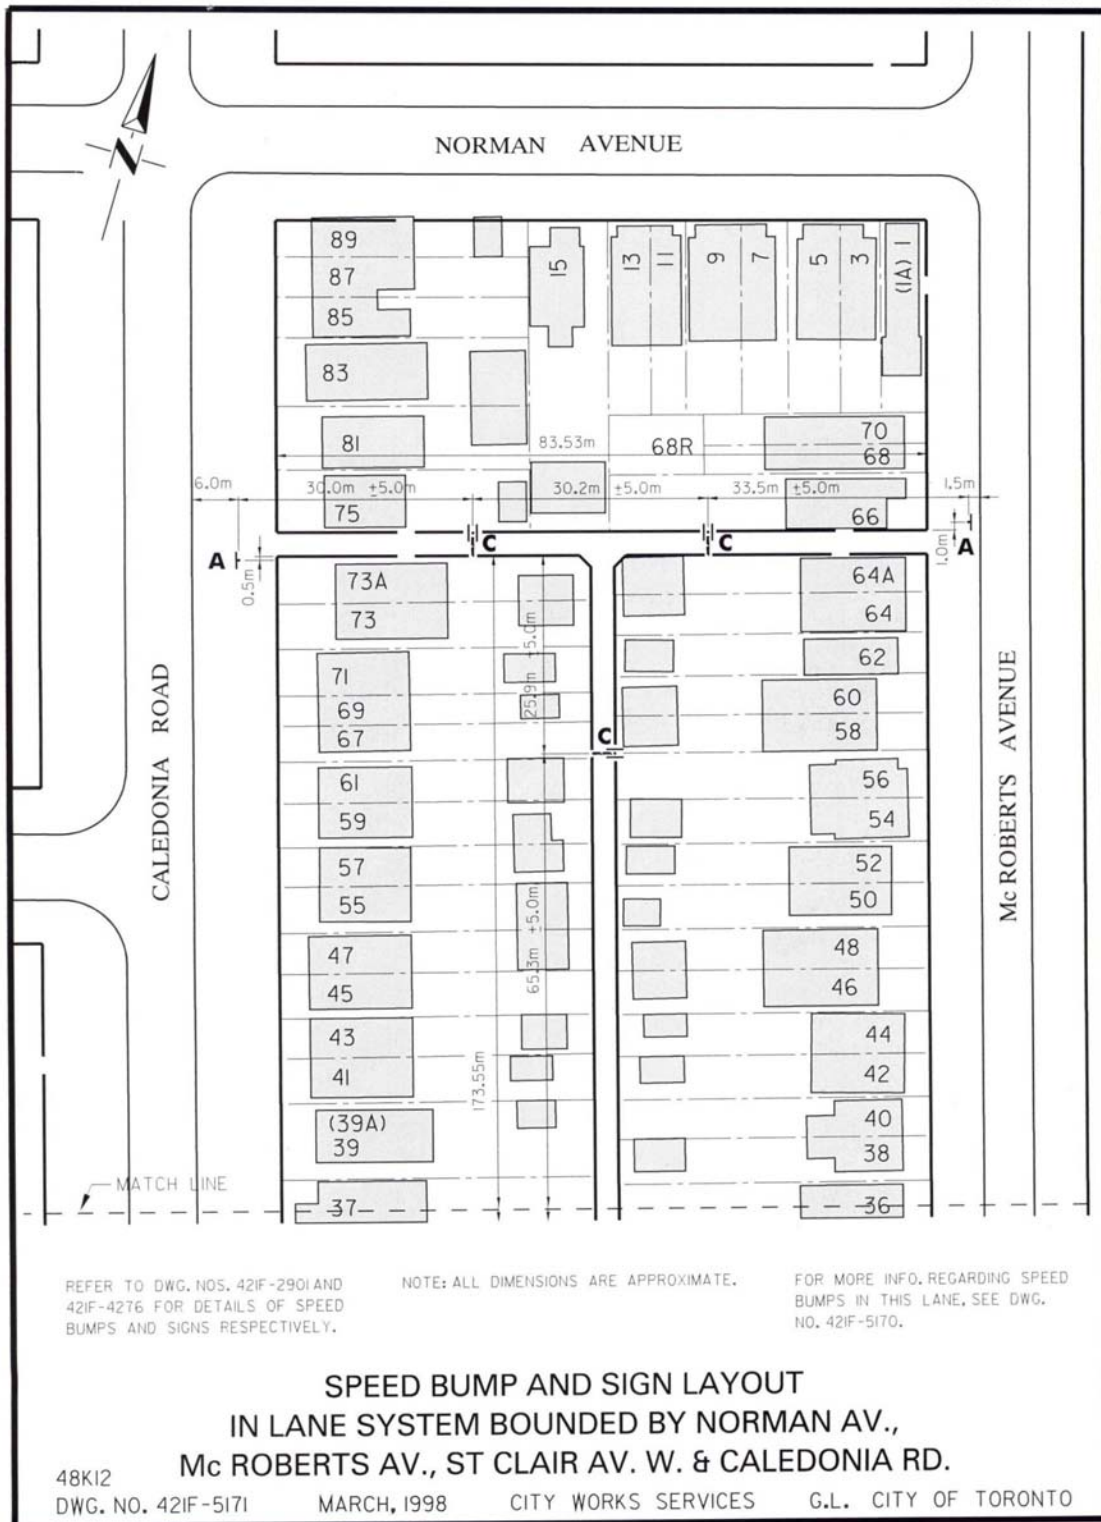 NORMAN AVENUE
N
89
87
85
83
81
75
15
13
11
9
7
5
3
(1A) 1
70
68
68R
66
83.53m
6.0m
30.0m ±5.0m
30.2m ±5.0m
33.5m ±5.0m
1.5m
A
C
C
A
0.5m
1.0m
73A
73
71
69
67
61
59
57
55
47
45
43
41
(39A)
39
37
25.9m ±5.0m
C
65.3m ±5.0m
173.55m
64A
64
62
60
58
56
54
52
50
48
46
44
42
40
38
36
CALEDONIA ROAD
Mc ROBERTS AVENUE
MATCH LINE
REFER TO DWG. NOS. 421F-2901 AND
421F-4276 FOR DETAILS OF SPEED
BUMPS AND SIGNS RESPECTIVELY.
NOTE: ALL DIMENSIONS ARE APPROXIMATE.
FOR MORE INFO. REGARDING SPEED
BUMPS IN THIS LANE, SEE DWG.
NO. 421F-5170.
SPEED BUMP AND SIGN LAYOUT
IN LANE SYSTEM BOUNDED BY NORMAN AV.,
Mc ROBERTS AV., ST CLAIR AV. W. & CALEDONIA RD.
48K12
DWG. NO. 421F-5171 MARCH, 1998 CITY WORKS SERVICES G.L. CITY OF TORONTO